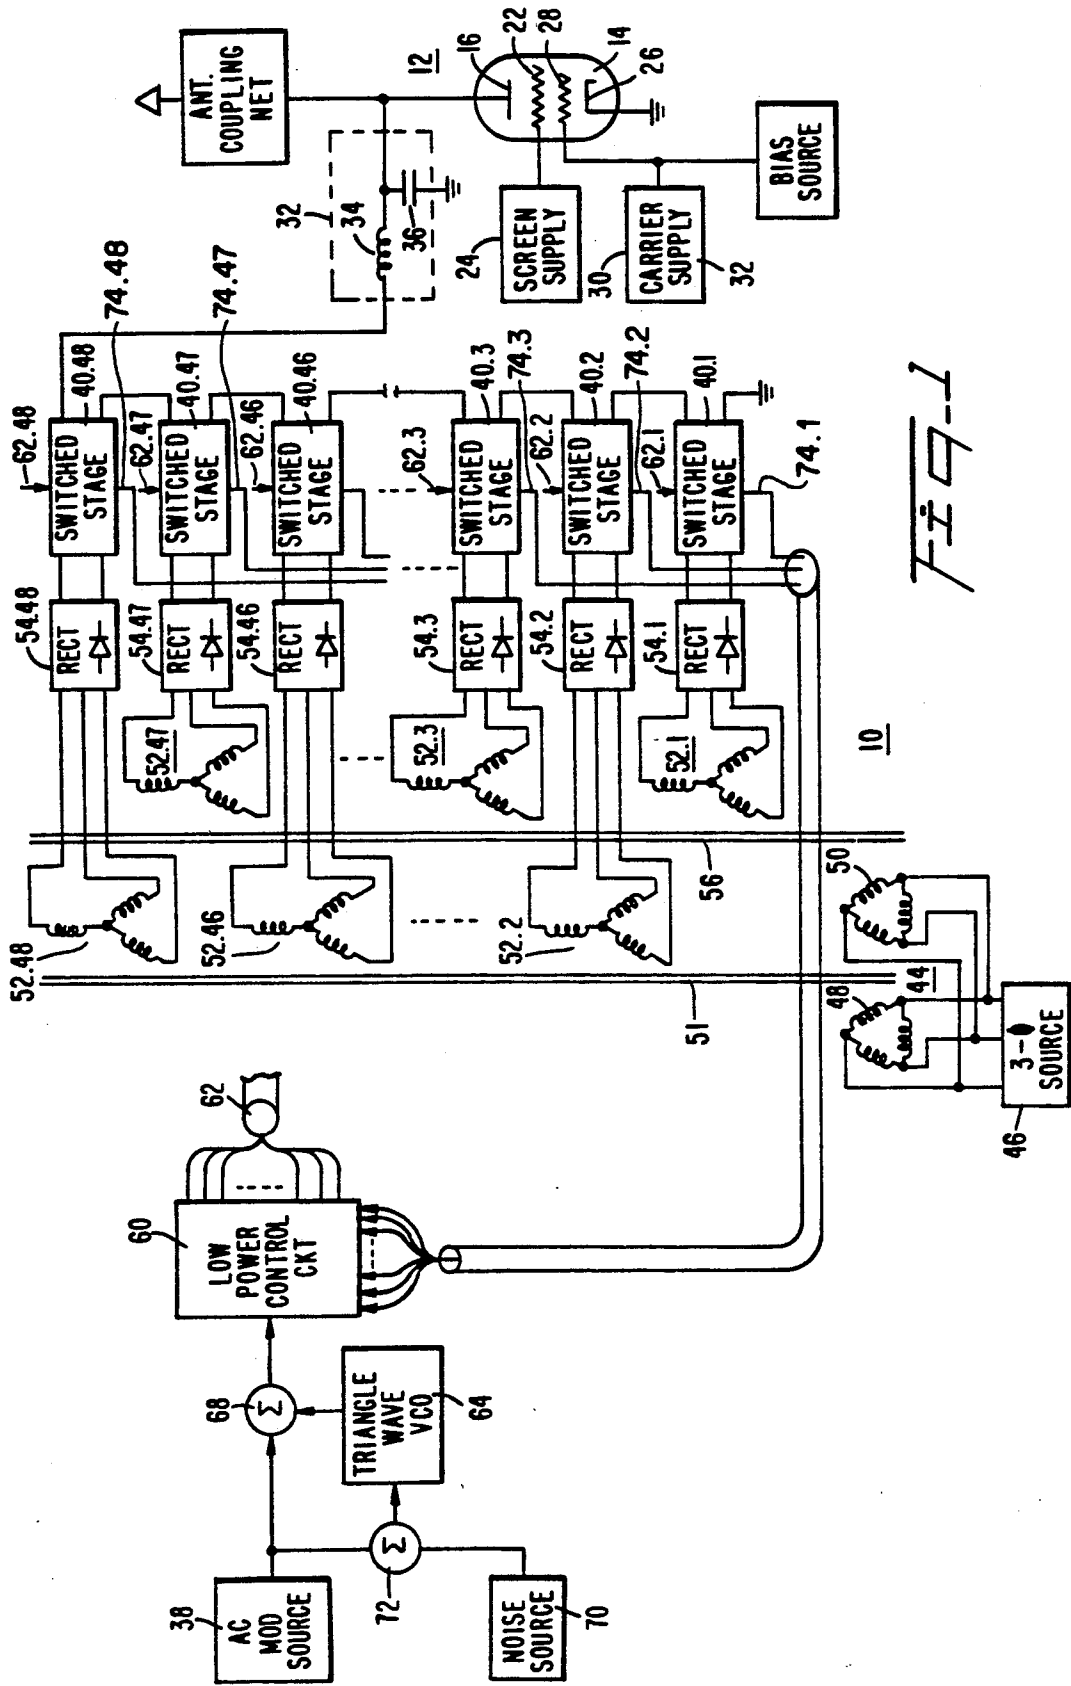 ANT.
COUPLING
NET
12
16
22
28
14
26
32
34
36
24
SCREEN
SUPPLY
30
CARRIER
SUPPLY
32
BIAS
SOURCE
62.48
SWITCHED
STAGE
40.48
74.48
62.47
SWITCHED
STAGE
40.47
74.47
62.46
SWITCHED
STAGE
40.46
62.3
SWITCHED
STAGE
40.3
74.3
62.2
SWITCHED
STAGE
40.2
74.2
62.1
SWITCHED
STAGE
40.1
74.1
54.48
RECT
54.47
RECT
54.46
RECT
54.3
RECT
54.2
RECT
54.1
RECT
52.47
52.3
52.1
52.48
52.46
52.2
56
51
10
50
48
44
3-ϕ
SOURCE
46
62
60
LOW
POWER
CONTROL
CKT
68
Σ
TRIANGLE
WAVE
VCO
64
Σ
72
38
AC
MOD
SOURCE
NOISE
SOURCE
70
Fig-1